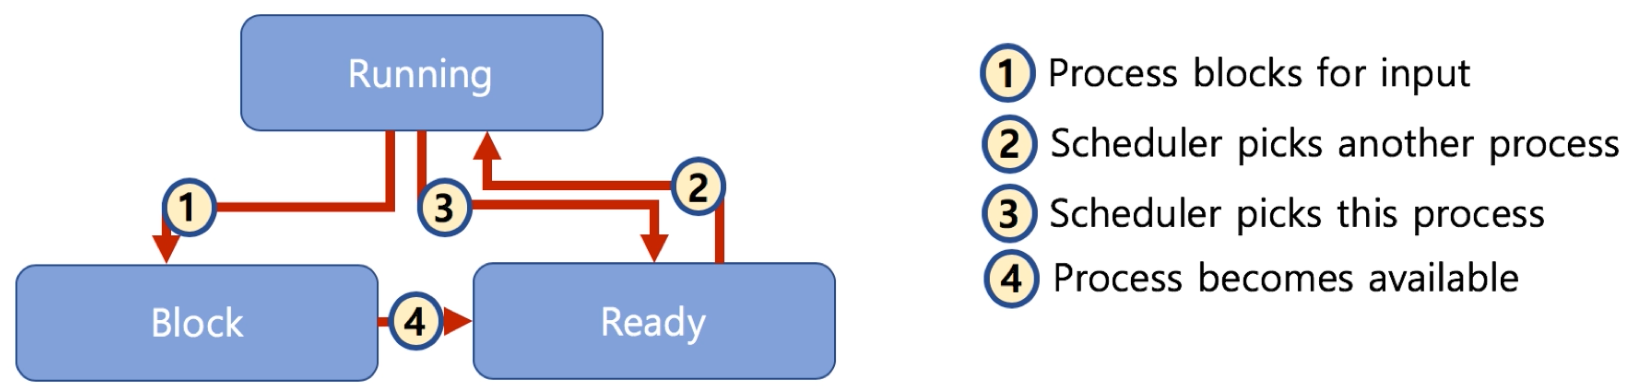 Running
1
3
2
Block
4
Ready
1 Process blocks for input
2 Scheduler picks another process
3 Scheduler picks this process
4 Process becomes available